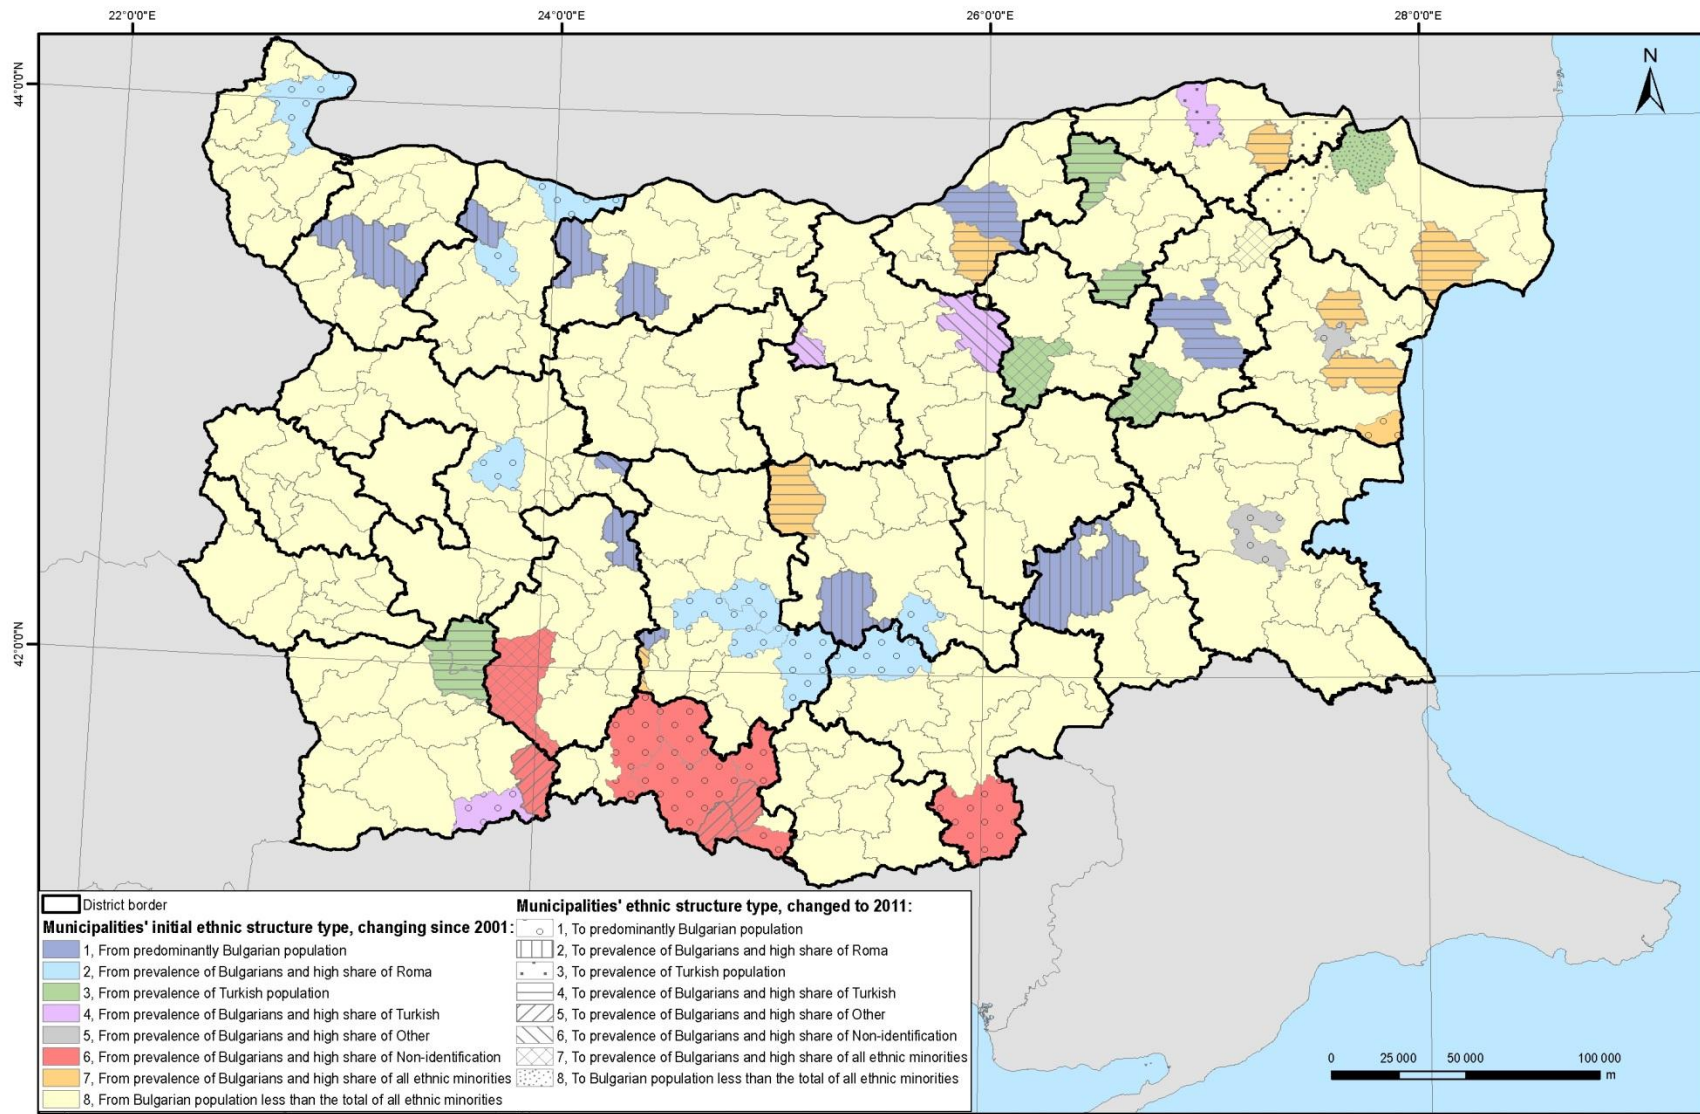 22°0'0"E
24°0'0"E
26°0'0"E
28°0'0"E
44°0'0"N
42°0'0"N
N
District border
Municipalities' initial ethnic structure type, changing since 2001:
1, From predominantly Bulgarian population
2, From prevalence of Bulgarians and high share of Roma
3, From prevalence of Turkish population
4, From prevalence of Bulgarians and high share of Turkish
5, From prevalence of Bulgarians and high share of Other
6, From prevalence of Bulgarians and high share of Non-identification
7, From prevalence of Bulgarians and high share of all ethnic minorities
8, From Bulgarian population less than the total of all ethnic minorities
Municipalities' ethnic structure type, changed to 2011:
1, To predominantly Bulgarian population
2, To prevalence of Bulgarians and high share of Roma
3, To prevalence of Turkish population
4, To prevalence of Bulgarians and high share of Turkish
5, To prevalence of Bulgarians and high share of Other
6, To prevalence of Bulgarians and high share of Non-identification
7, To prevalence of Bulgarians and high share of all ethnic minorities
8, To Bulgarian population less than the total of all ethnic minorities
0 25 000 50 000 100 000
m